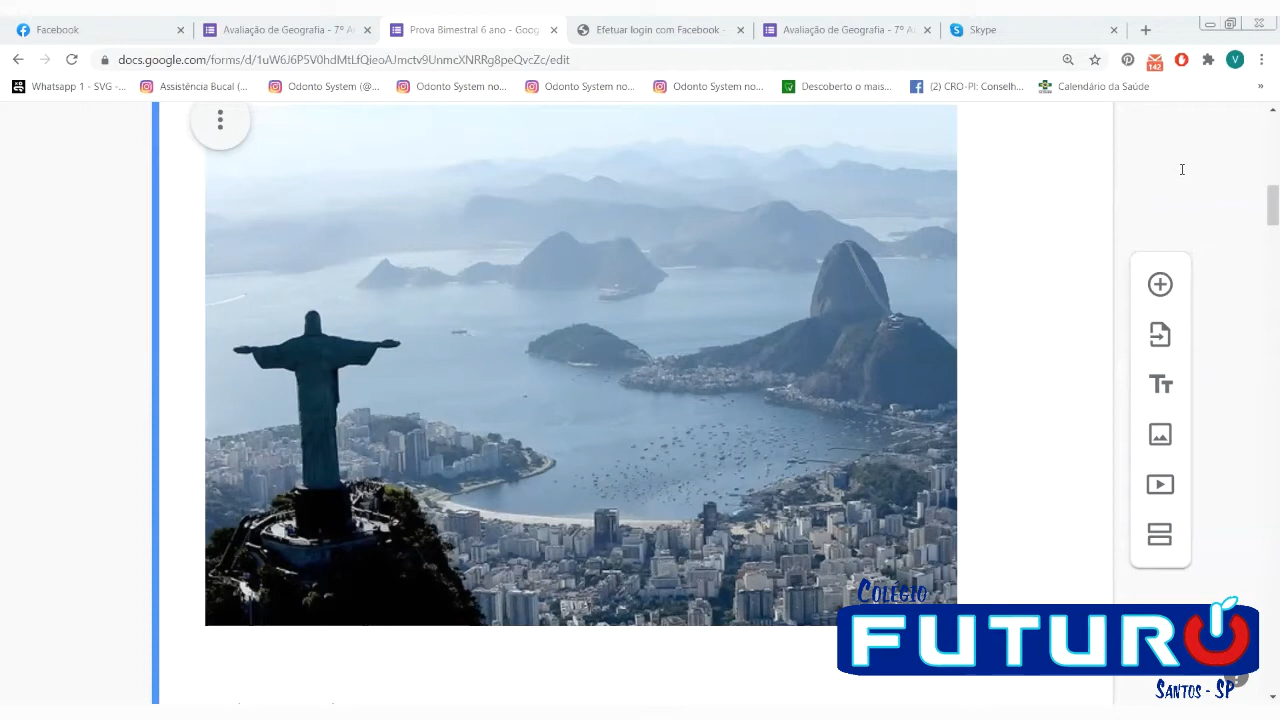 Facebook
Avaliação de Geografia - 7º A
Prova Bimestral 6 ano - Goog
Efetuar login com Facebook -
Avaliação de Geografia - 7º A
Skype
docs.google.com/forms/d/1uW6J6P5V0hdMtLfQieoAJmctv9UnmcXNRRg8peQvcZc/edit
142
V
Whatsapp 1 - SVG -...
Assistência Bucal (...
Odonto System (@...
Odonto System no...
Odonto System no...
Odonto System no...
Descoberto o mais...
(2) CRO-PI: Conselh...
Calendário da Saúde
»
Tт
COLÉGIO
FUTURO
SANTOS - SP